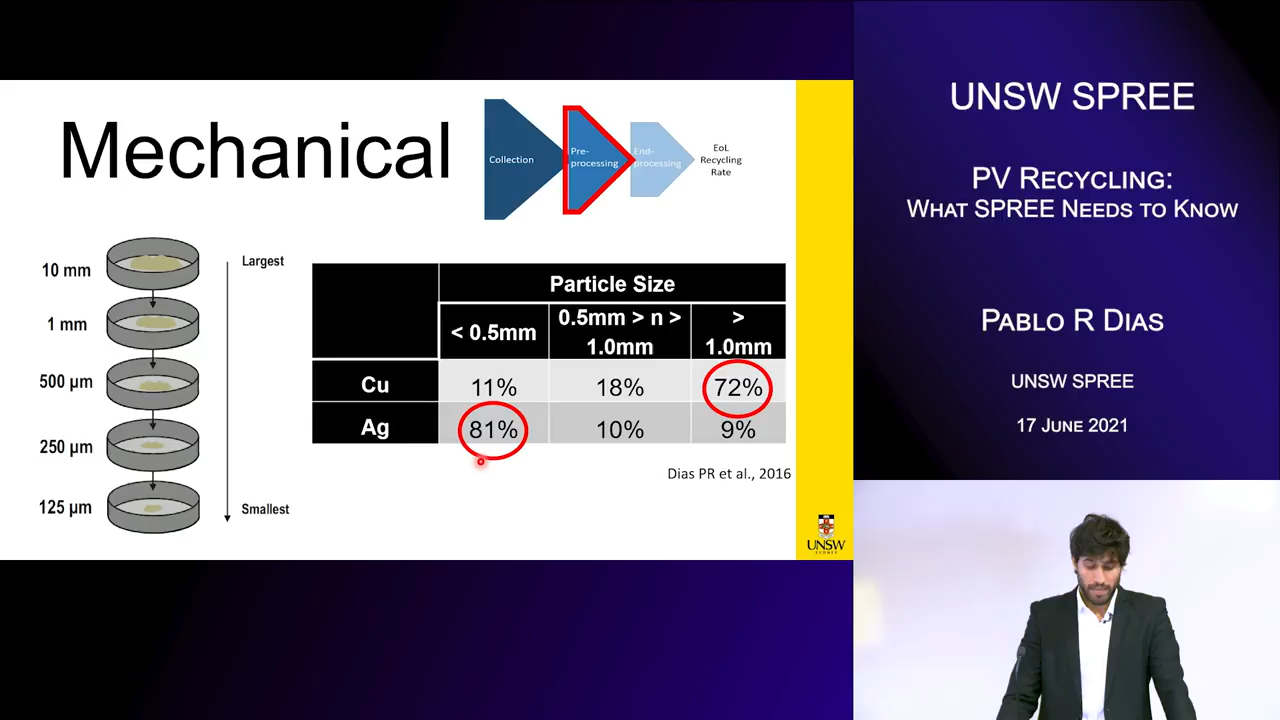 Mechanical
Collection
Pre-
processing
End-
processing
EoL
Recycling
Rate
10 mm
1 mm
500 µm
250 µm
125 µm
Largest
Smallest
Particle Size
< 0.5mm
0.5mm > n >
1.0mm
>
1.0mm
Cu
11%
18%
72%
Ag
81%
10%
9%
Dias PR et al., 2016
UNSW
SYDNEY
UNSW SPREE
PV Recycling:
What SPREE Needs to Know
Pablo R Dias
UNSW SPREE
17 June 2021